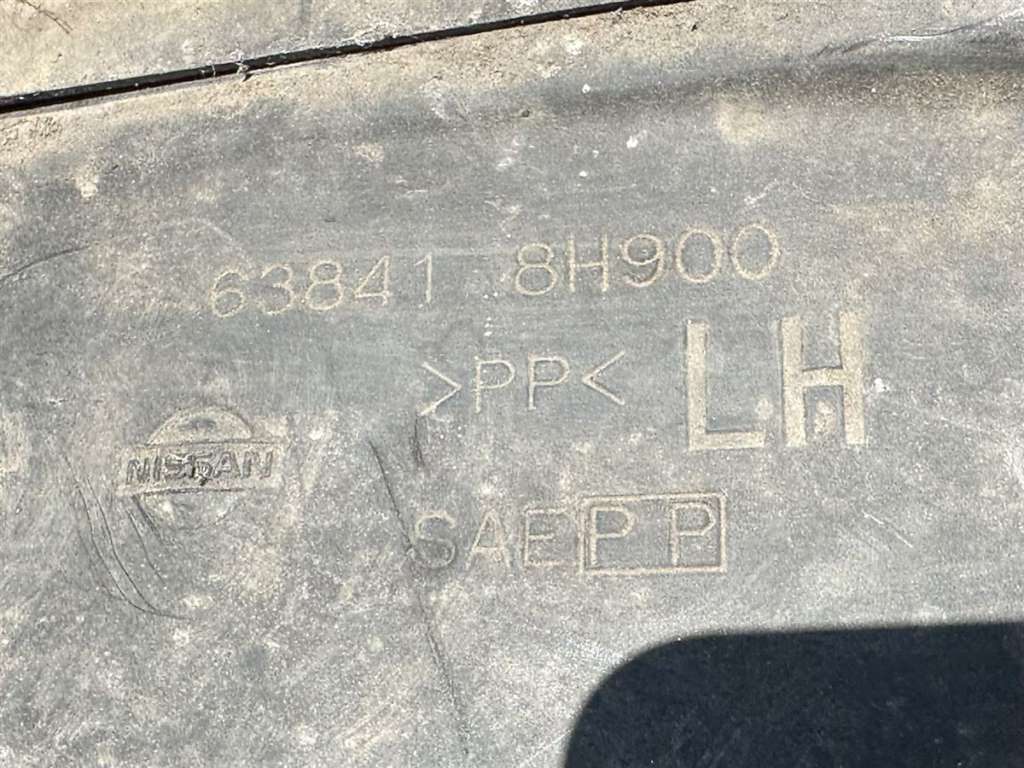 63841 8H900
>PP< LH
NISSAN
SAE PP